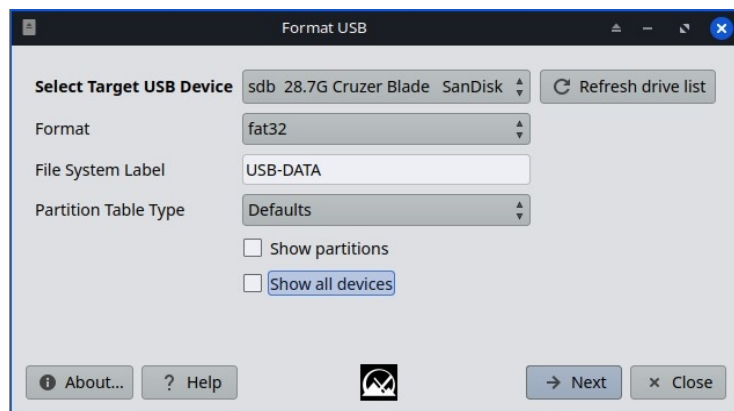 Format USB
Select Target USB Device sdb 28.7G Cruzer Blade SanDisk Refresh drive list
Format fat32
File System Label USB-DATA
Partition Table Type Defaults
Show partitions
Show all devices
About... ? Help Next Close